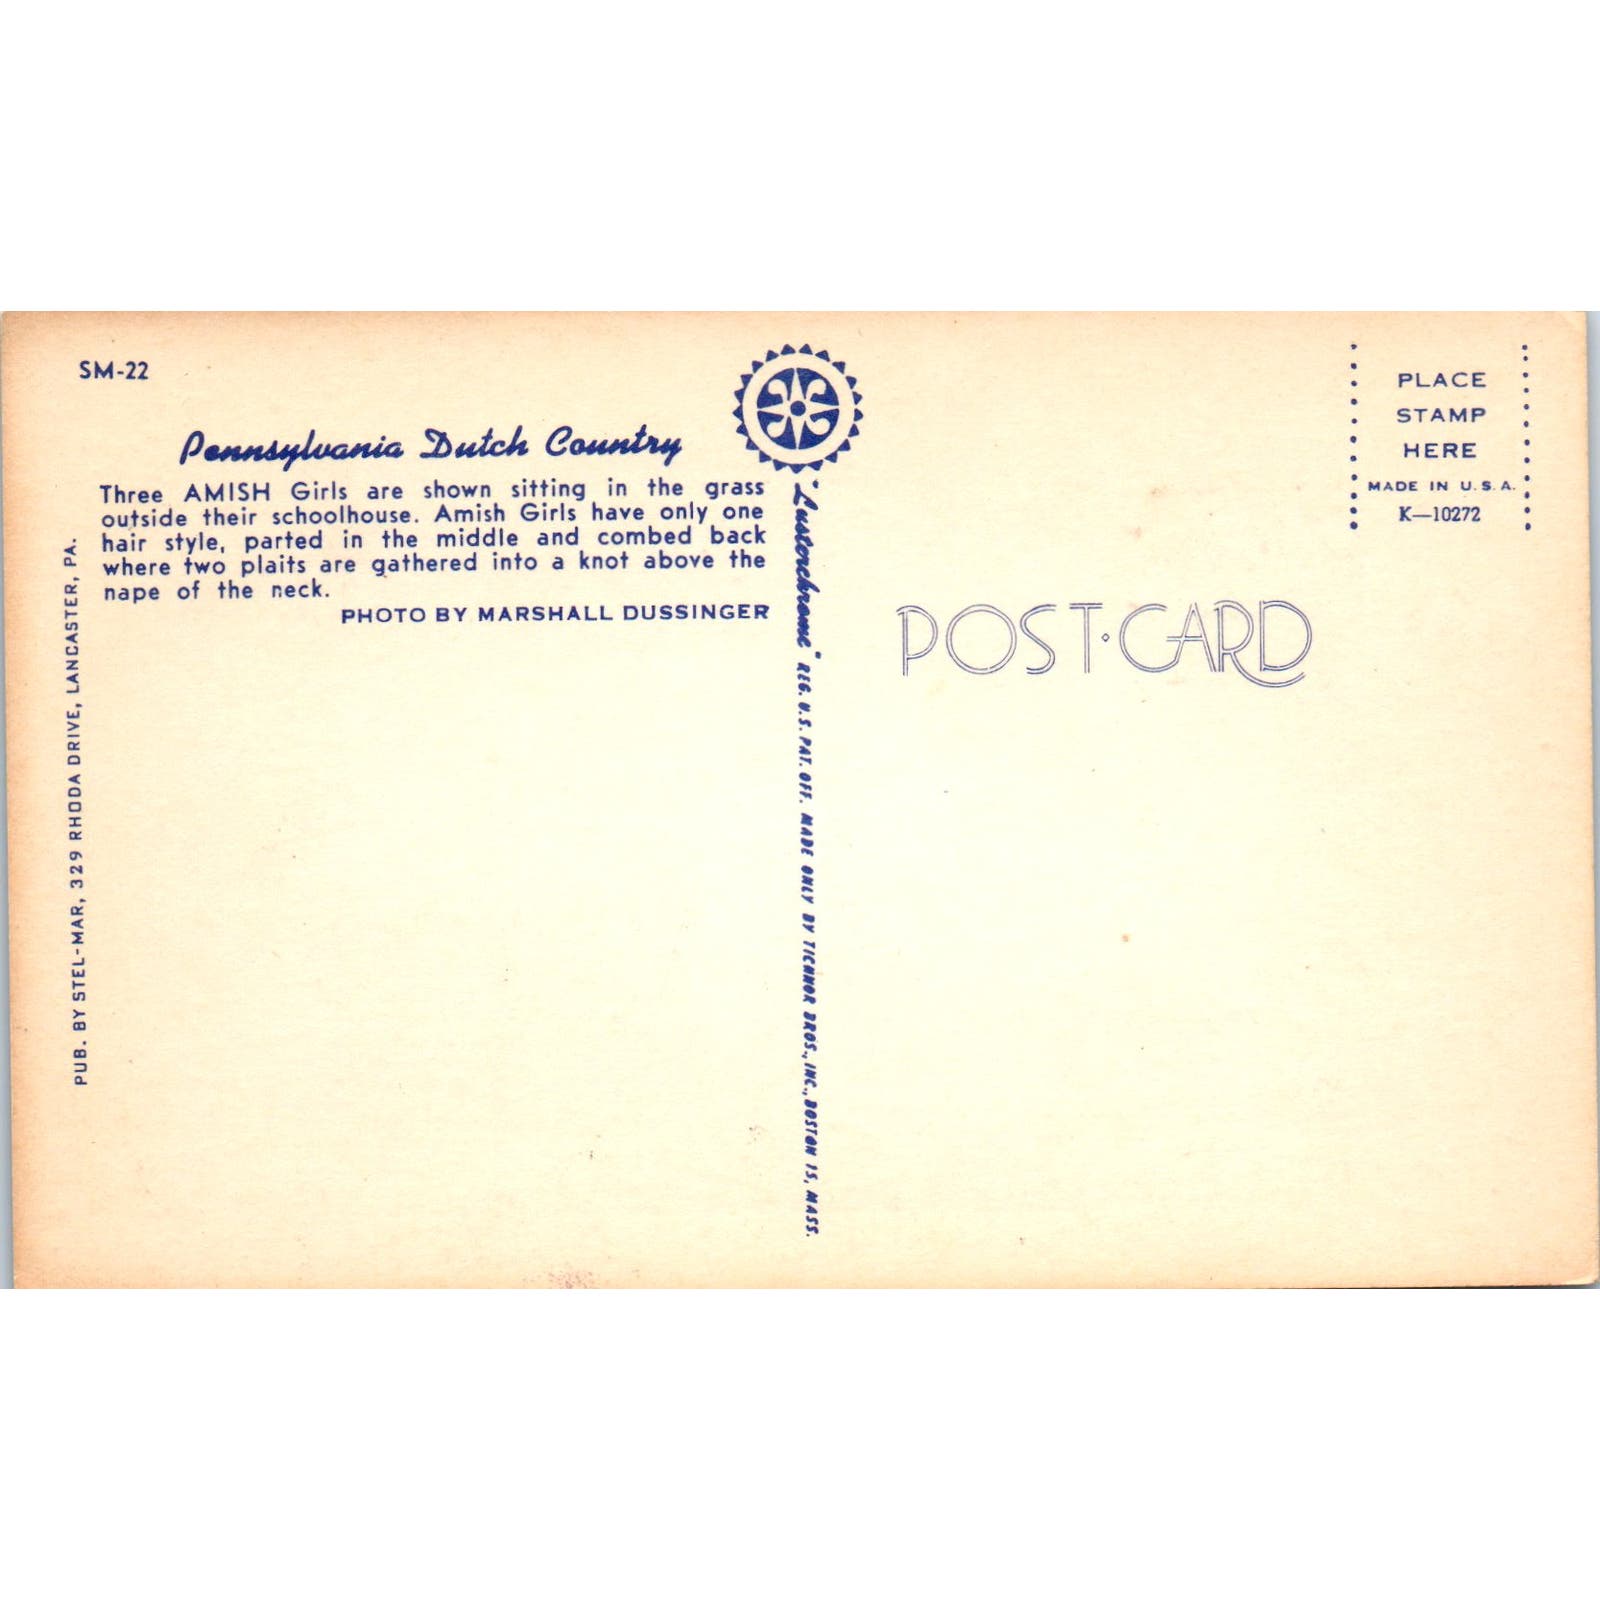 SM-22
Pennsylvania Dutch Country
Three AMISH Girls are shown sitting in the grass
outside their schoolhouse. Amish Girls have only one
hair style, parted in the middle and combed back
where two plaits are gathered into a knot above the
nape of the neck.
PHOTO BY MARSHALL DUSSINGER
PUB. BY STEL-MAR, 329 RHODA DRIVE, LANCASTER, PA.
"Lusterchrome" REG. U.S. PAT. OFF. MADE ONLY BY TICHNOR BROS., INC., BOSTON 15, MASS.
PLACE
STAMP
HERE
MADE IN U.S.A.
K—10272
POST·CARD